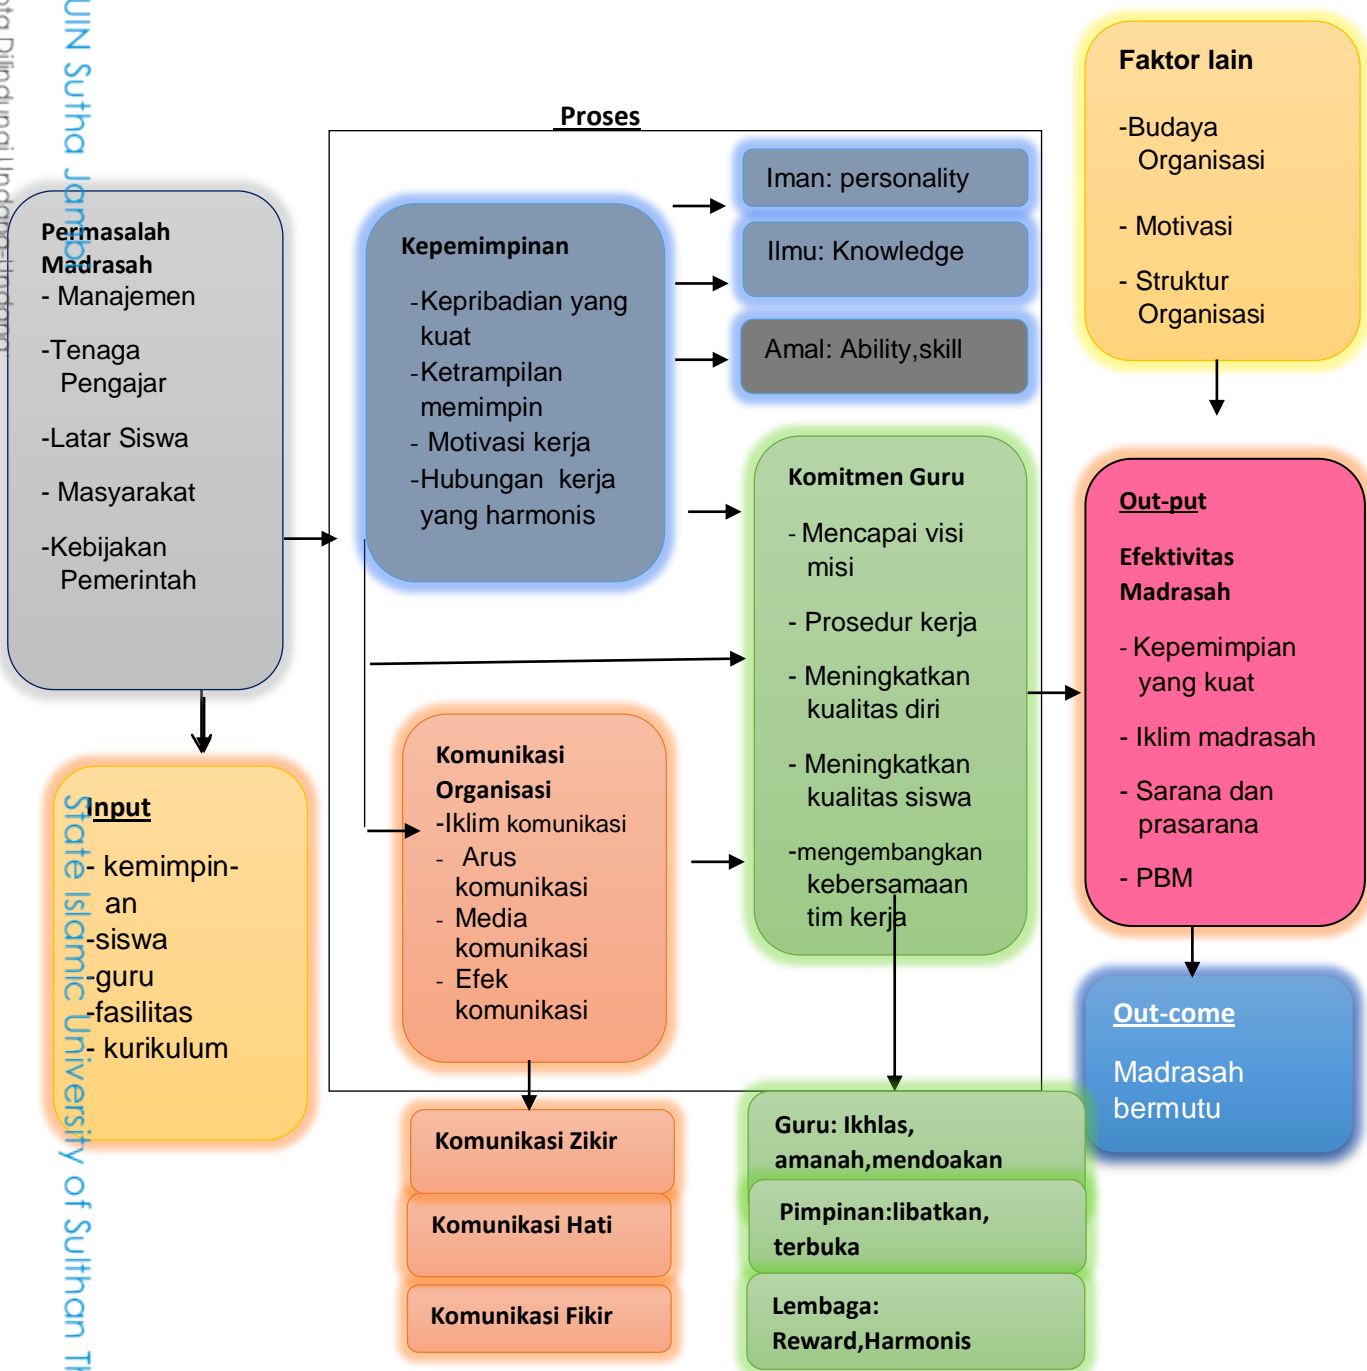 UIN Sutha Jambi
State Islamic University of Sulthan
Proses
Permasalah
Madrasah
- Manajemen
-Tenaga
Pengajar
-Latar Siswa
- Masyarakat
-Kebijakan
Pemerintah
Input
- kemimpin-
an
-siswa
-guru
-fasilitas
- kurikulum
Kepemimpinan
-Kepribadian yang
kuat
-Ketrampilan
memimpin
- Motivasi kerja
-Hubungan kerja
yang harmonis
Iman: personality
Ilmu: Knowledge
Amal: Ability,skill
Komunikasi
Organisasi
-Iklim komunikasi
- Arus
komunikasi
- Media
komunikasi
- Efek
komunikasi
Komunikasi Zikir
Komunikasi Hati
Komunikasi Fikir
Komitmen Guru
- Mencapai visi
misi
- Prosedur kerja
- Meningkatkan
kualitas diri
- Meningkatkan
kualitas siswa
-mengembangkan
kebersamaan
tim kerja
Guru: Ikhlas,
amanah,mendoakan
Pimpinan:libatkan,
terbuka
Lembaga:
Reward,Harmonis
Faktor lain
-Budaya
Organisasi
- Motivasi
- Struktur
Organisasi
Out-put
Efektivitas
Madrasah
- Kepemimpian
yang kuat
- Iklim madrasah
- Sarana dan
prasarana
- PBM
Out-come
Madrasah
bermutu